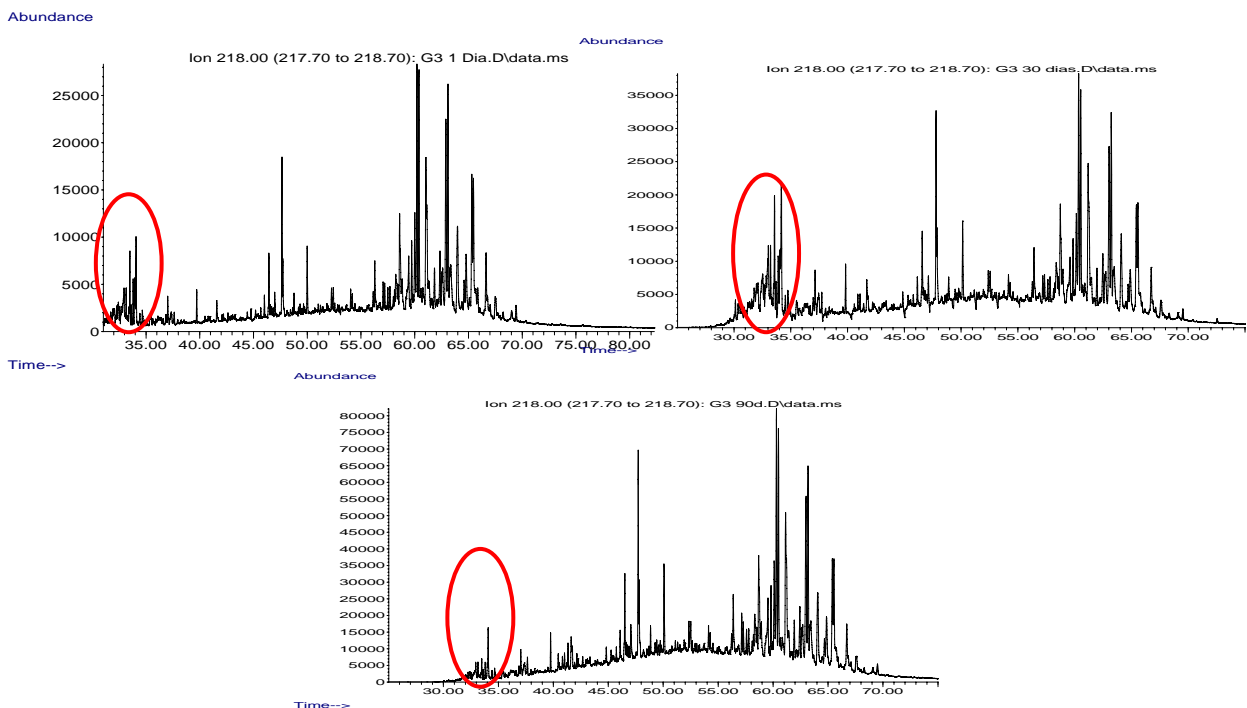 Abundance
Ion 218.00 (217.70 to 218.70): G3 1 Dia.D\data.ms
25000
20000
15000
10000
5000
0
35.00 40.00 45.00 50.00 55.00 60.00 65.00 70.00 75.00 80.00
Time-->
Abundance
Ion 218.00 (217.70 to 218.70): G3 30 dias.D\data.ms
35000
30000
25000
20000
15000
10000
5000
0
30.00 35.00 40.00 45.00 50.00 55.00 60.00 65.00 70.00
Time-->
Abundance
Ion 218.00 (217.70 to 218.70): G3 90d.D\data.ms
80000
75000
70000
65000
60000
55000
50000
45000
40000
35000
30000
25000
20000
15000
10000
5000
0
30.00 35.00 40.00 45.00 50.00 55.00 60.00 65.00 70.00
Time-->